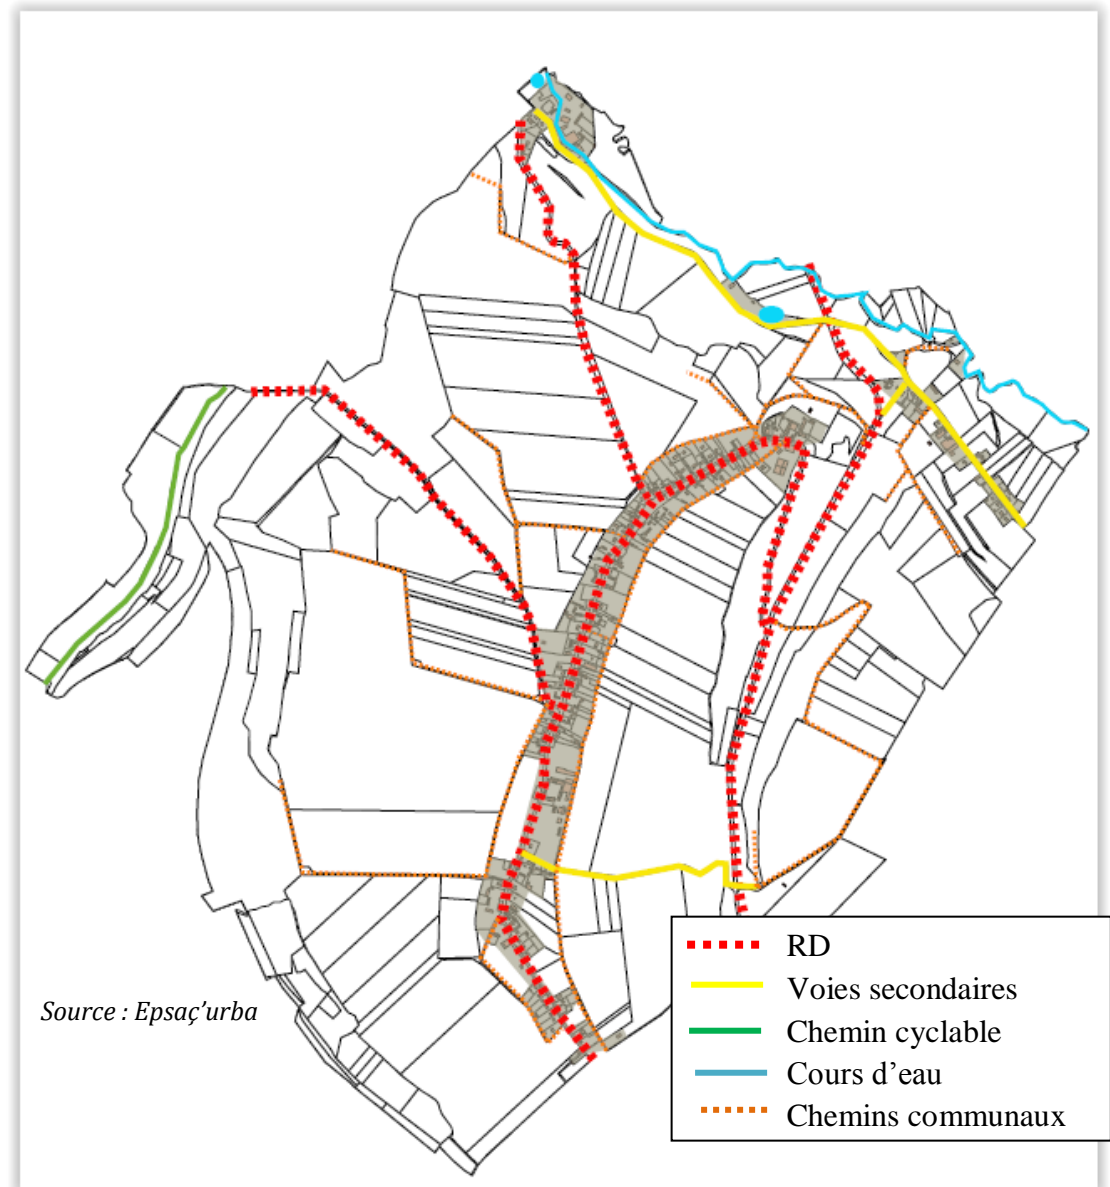 Source : Epsaç’urba
RD
Voies secondaires
Chemin cyclable
Cours d’eau
Chemins communaux